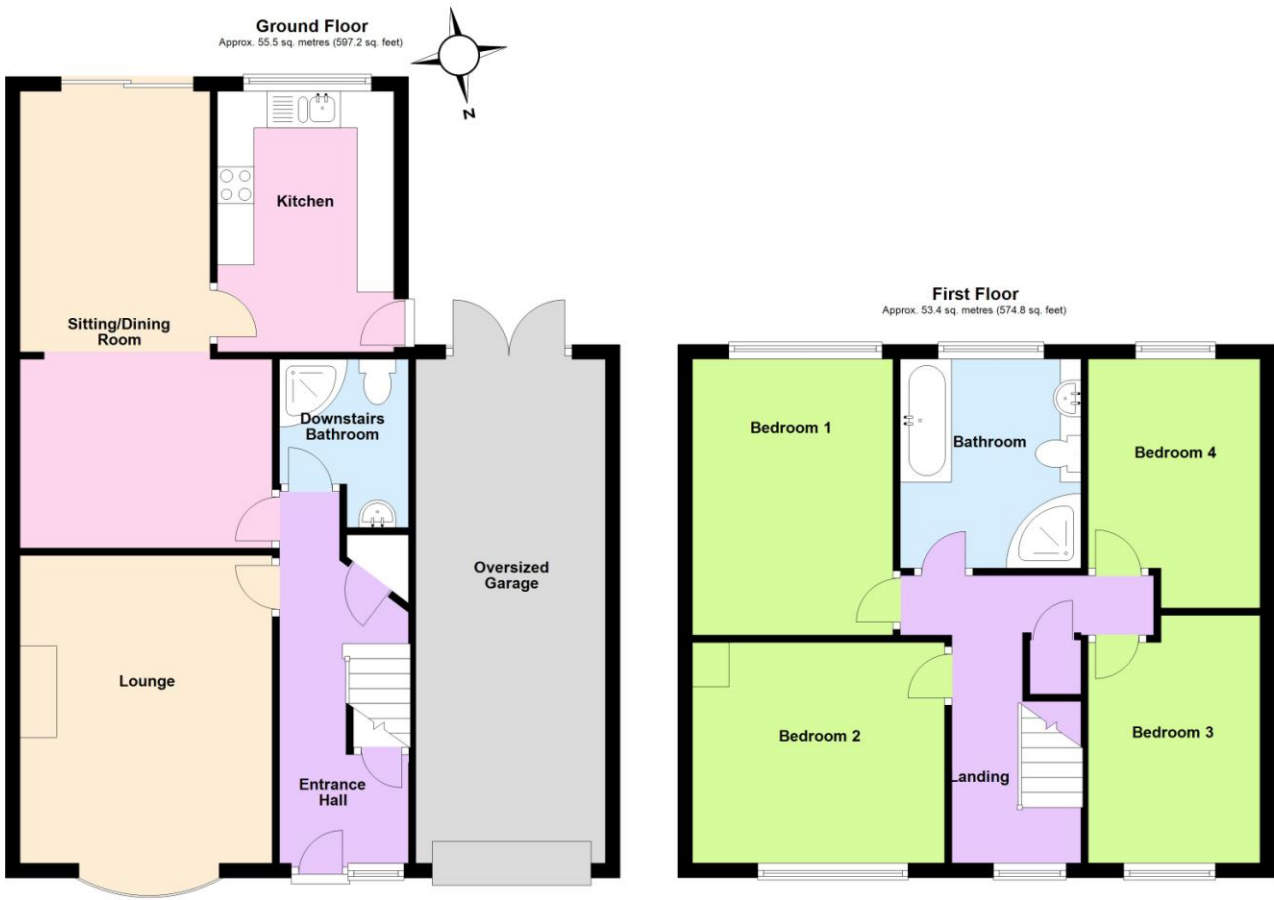 Ground Floor
Approx. 55.5 sq. metres (597.2 sq. feet)
N
Kitchen
Sitting/Dining
Room
Downstairs
Bathroom
Oversized
Garage
Lounge
Entrance
Hall
First Floor
Approx. 53.4 sq. metres (574.8 sq. feet)
Bedroom 1
Bathroom
Bedroom 4
Bedroom 2
Bedroom 3
Landing